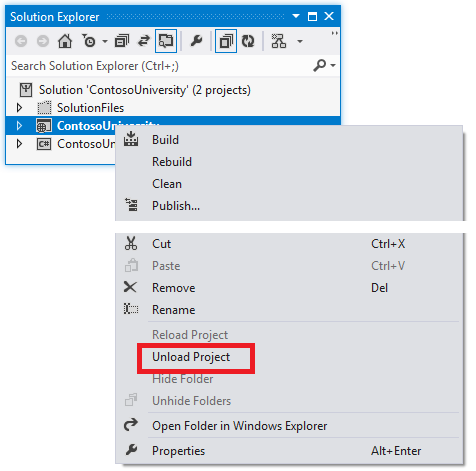 Solution Explorer
Search Solution Explorer (Ctrl+;)
Solution 'ContosoUniversity' (2 projects)
SolutionFiles
ContosoUniversity
C# ContosoUn
Build
Rebuild
Clean
Publish...
Cut Ctrl+X
Paste Ctrl+V
Remove Del
Rename
Reload Project
Unload Project
Hide Folder
Unhide Folders
Open Folder in Windows Explorer
Properties Alt+Enter